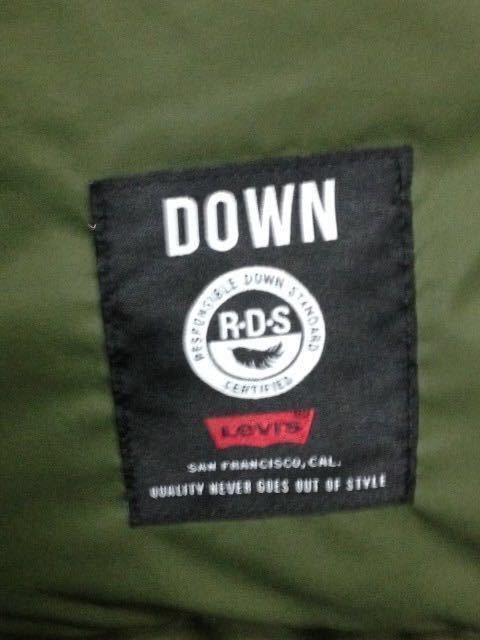 DOWN
RESPONSIBLE DOWN STANDARD
R·D·S
CERTIFIED
LEVI'S
SAN FRANCISCO, CAL.
QUALITY NEVER GOES OUT OF STYLE